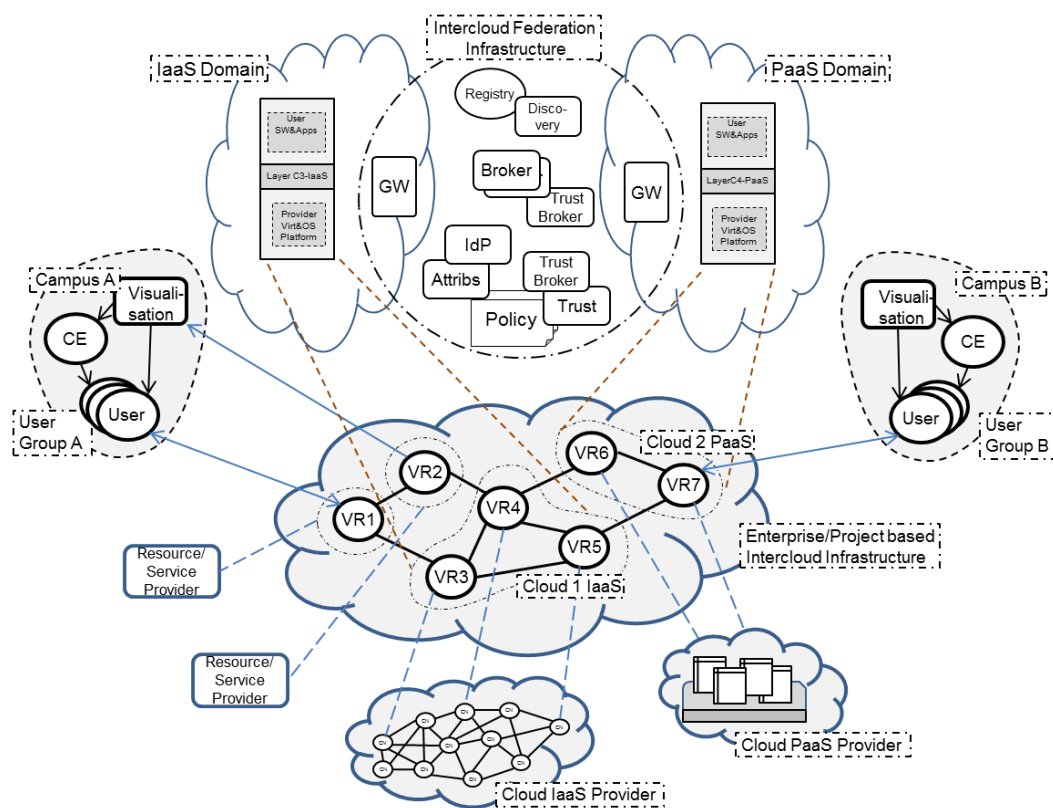 Intercloud Federation
Infrastructure
IaaS Domain
PaaS Domain
Registry
Disco-
very
User
SW&Apps
Layer C3-IaaS
Provider
Virt&OS
Platform
GW
Broker
Trust
Broker
GW
User
SW&Apps
LayerC4-PaaS
Provider
Virt&OS
Platform
IdP
Attribs
Trust
Broker
Trust
Policy
Campus A
Visuali-
sation
CE
User
User
Group A
Campus B
Visuali-
sation
CE
User
User
Group B
Cloud 2 PaaS
VR6
VR7
VR2
VR4
VR1
VR5
VR3
Cloud 1 IaaS
Enterprise/Project based
Intercloud Infrastructure
Resource/
Service
Provider
Resource/
Service
Provider
Cloud PaaS Provider
Cloud IaaS Provider